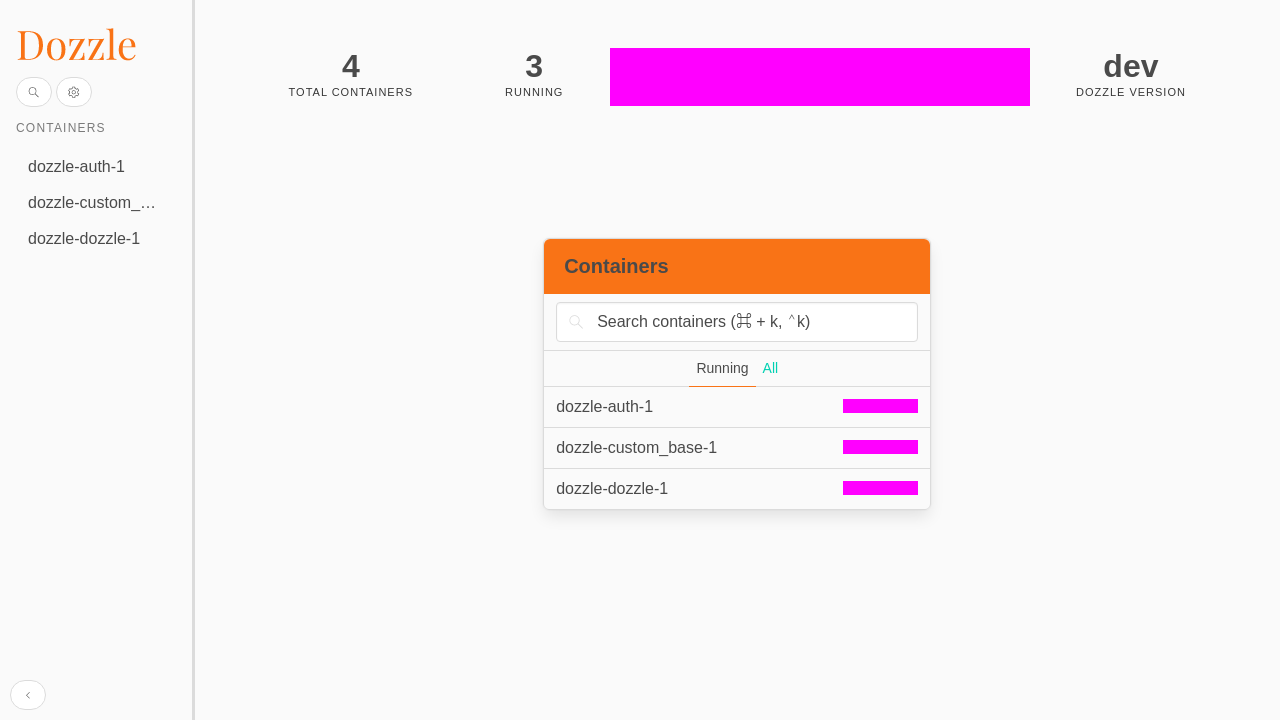 Dozzle
CONTAINERS
dozzle-auth-1
dozzle-custom_…
dozzle-dozzle-1
4
TOTAL CONTAINERS
3
RUNNING
dev
DOZZLE VERSION
Containers
Search containers (⌘ + k, ⌃k)
Running All
dozzle-auth-1
dozzle-custom_base-1
dozzle-dozzle-1